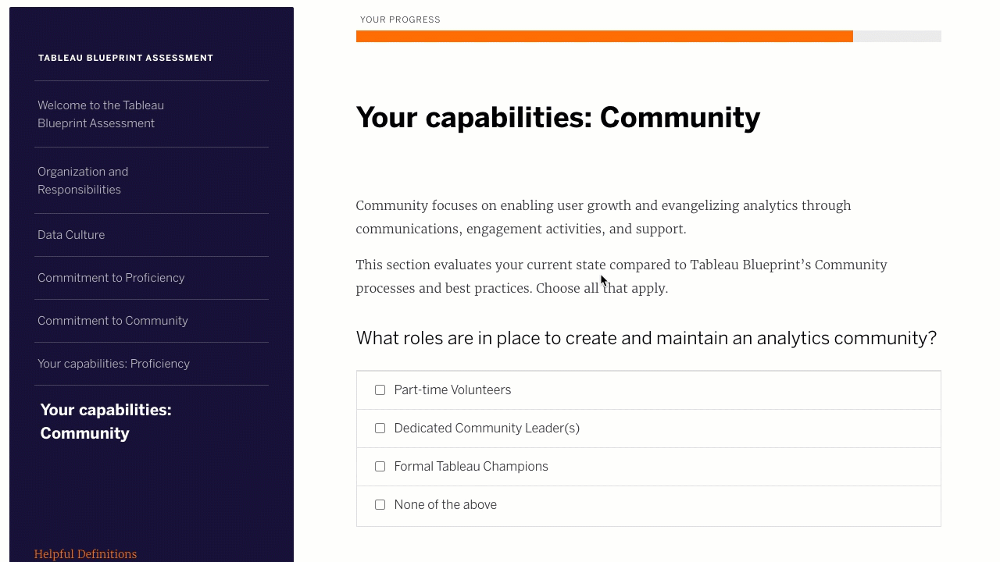 TABLEAU BLUEPRINT ASSESSMENT
Welcome to the Tableau
Blueprint Assessment
Organization and
Responsibilities
Data Culture
Commitment to Proficiency
Commitment to Community
Your capabilities: Proficiency
Your capabilities:
Community
Helpful Definitions
YOUR PROGRESS
Your capabilities: Community
Community focuses on enabling user growth and evangelizing analytics through
communications, engagement activities, and support.
This section evaluates your current state compared to Tableau Blueprint’s Community
processes and best practices. Choose all that apply.
What roles are in place to create and maintain an analytics community?
Part-time Volunteers
Dedicated Community Leader(s)
Formal Tableau Champions
None of the above